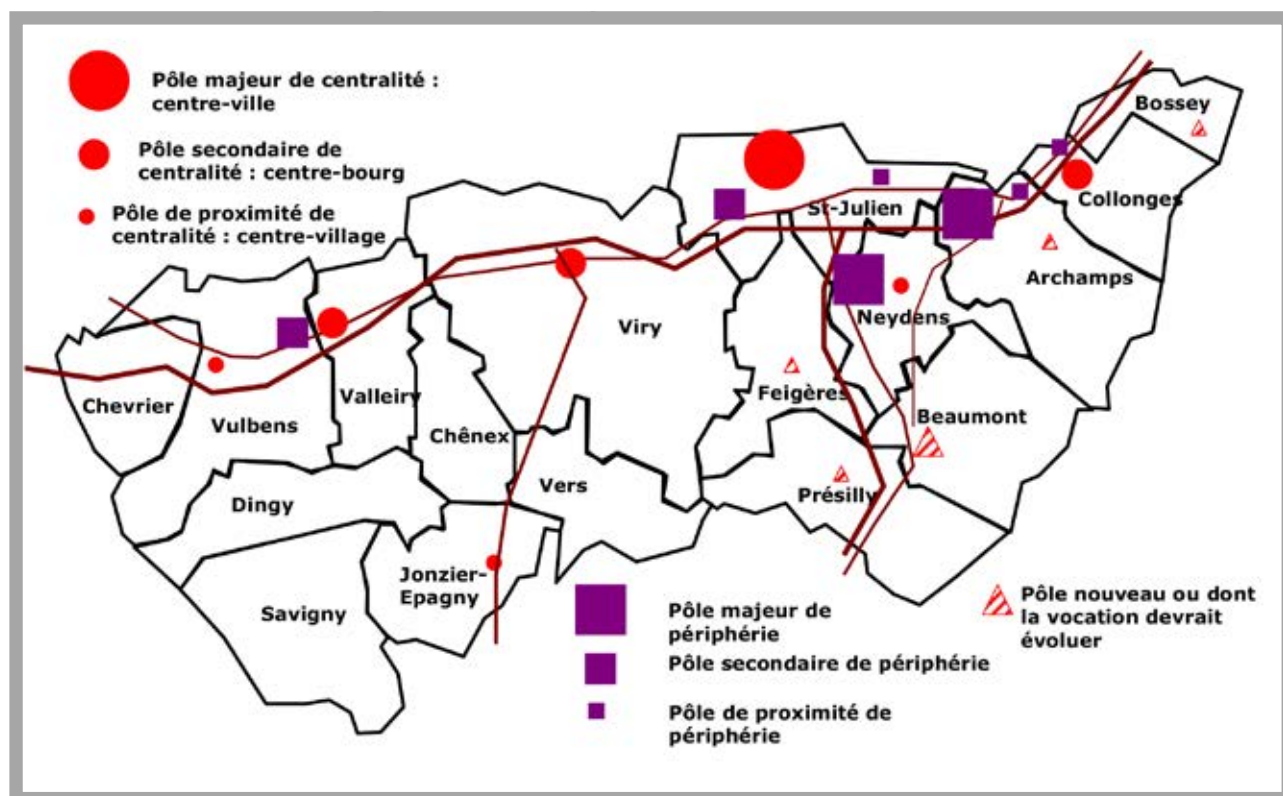 Pôle majeur de centralité :
centre-ville
Pôle secondaire de
centralité : centre-bourg
Pôle de proximité de
centralité : centre-village
Bossey
Collonges
St-Julien
Archamps
Neydens
Viry
Feigères
Beaumont
Chevrier
Vulbens
Valleiry
Chênex
Vers
Présilly
Dingy
Jonzier-
Epagny
Savigny
Pôle majeur de
périphérie
Pôle secondaire de périphérie
Pôle de proximité de
périphérie
Pôle nouveau ou dont
la vocation devrait
évoluer